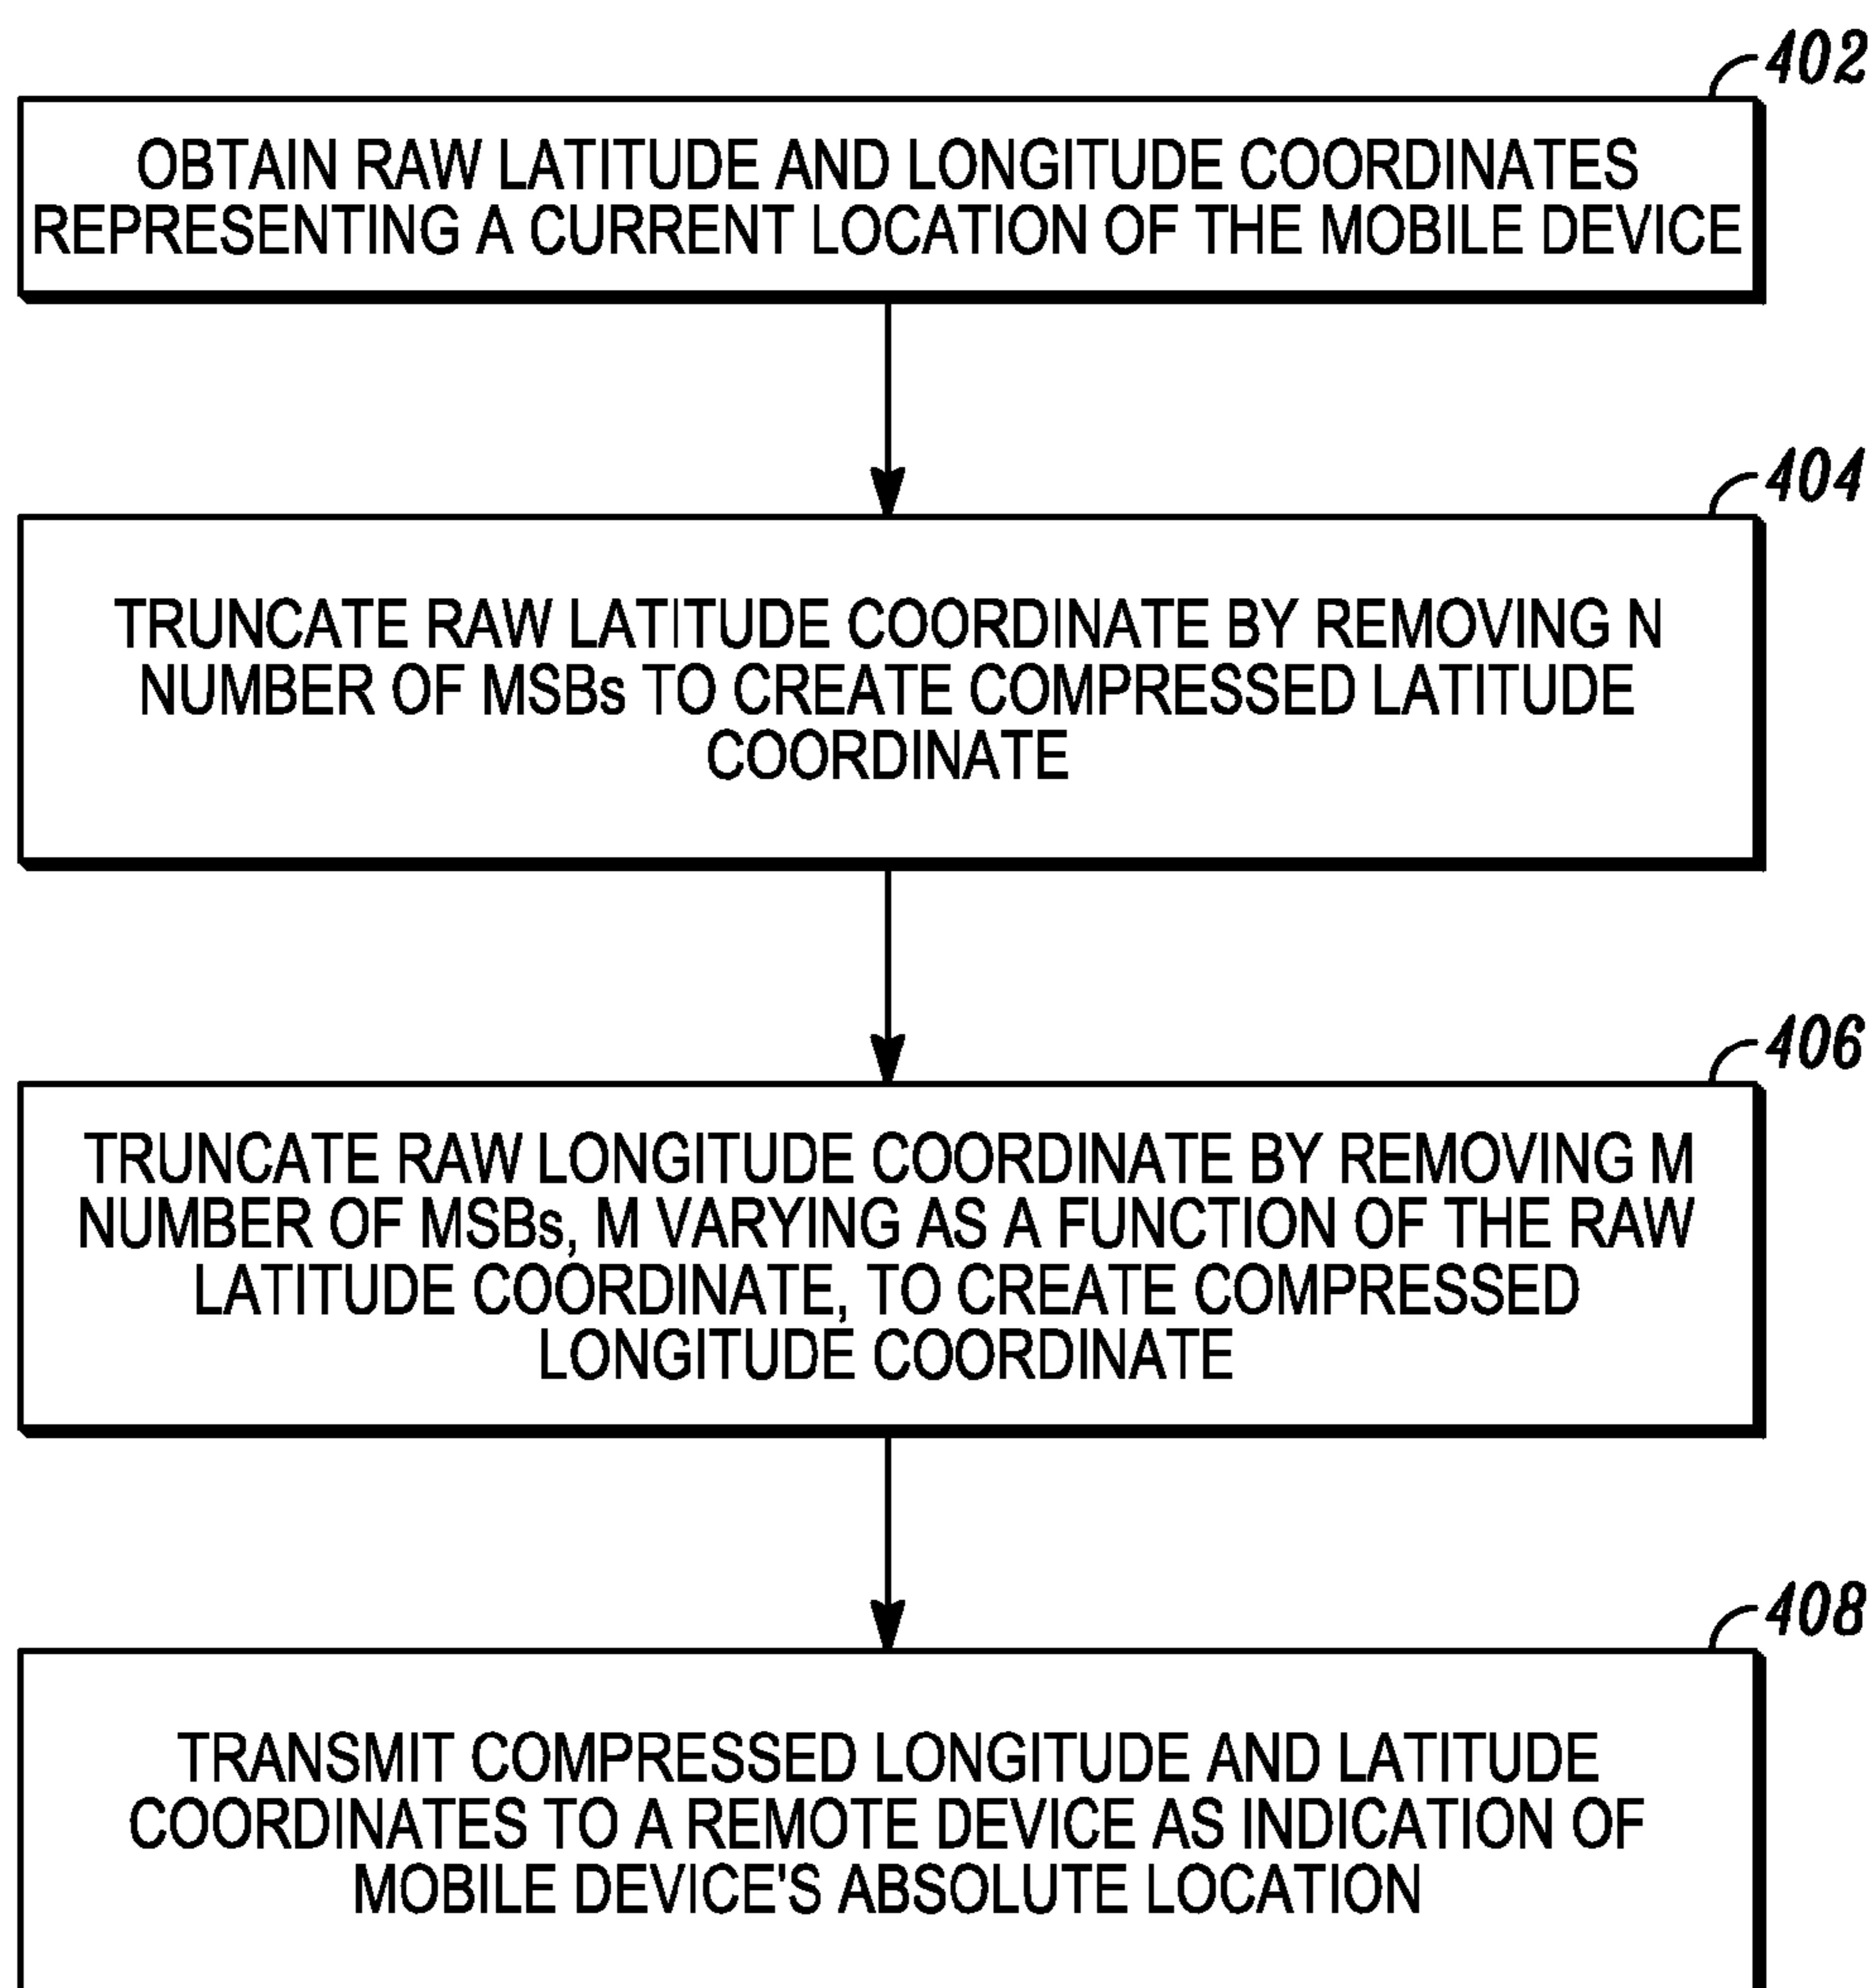 402
OBTAIN RAW LATITUDE AND LONGITUDE COORDINATES
REPRESENTING A CURRENT LOCATION OF THE MOBILE DEVICE
404
TRUNCATE RAW LATITUDE COORDINATE BY REMOVING N
NUMBER OF MSBs TO CREATE COMPRESSED LATITUDE
COORDINATE
406
TRUNCATE RAW LONGITUDE COORDINATE BY REMOVING M
NUMBER OF MSBs, M VARYING AS A FUNCTION OF THE RAW
LATITUDE COORDINATE, TO CREATE COMPRESSED
LONGITUDE COORDINATE
408
TRANSMIT COMPRESSED LONGITUDE AND LATITUDE
COORDINATES TO A REMOTE DEVICE AS INDICATION OF
MOBILE DEVICE'S ABSOLUTE LOCATION